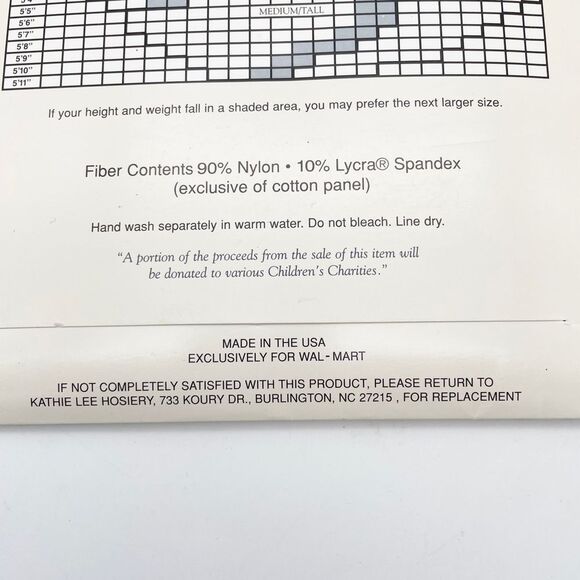 5'5"
MEDIUM/TALL
5'6"
5'7"
5'8"
5'9"
5'10"
5'11"
If your height and weight fall in a shaded area, you may prefer the next larger size.
Fiber Contents 90% Nylon • 10% Lycra® Spandex
(exclusive of cotton panel)
Hand wash separately in warm water. Do not bleach. Line dry.
“A portion of the proceeds from the sale of this item will
be donated to various Children’s Charities.”
MADE IN THE USA
EXCLUSIVELY FOR WAL-MART
IF NOT COMPLETELY SATISFIED WITH THIS PRODUCT, PLEASE RETURN TO
KATHIE LEE HOSIERY, 733 KOURY DR., BURLINGTON, NC 27215 , FOR REPLACEMENT